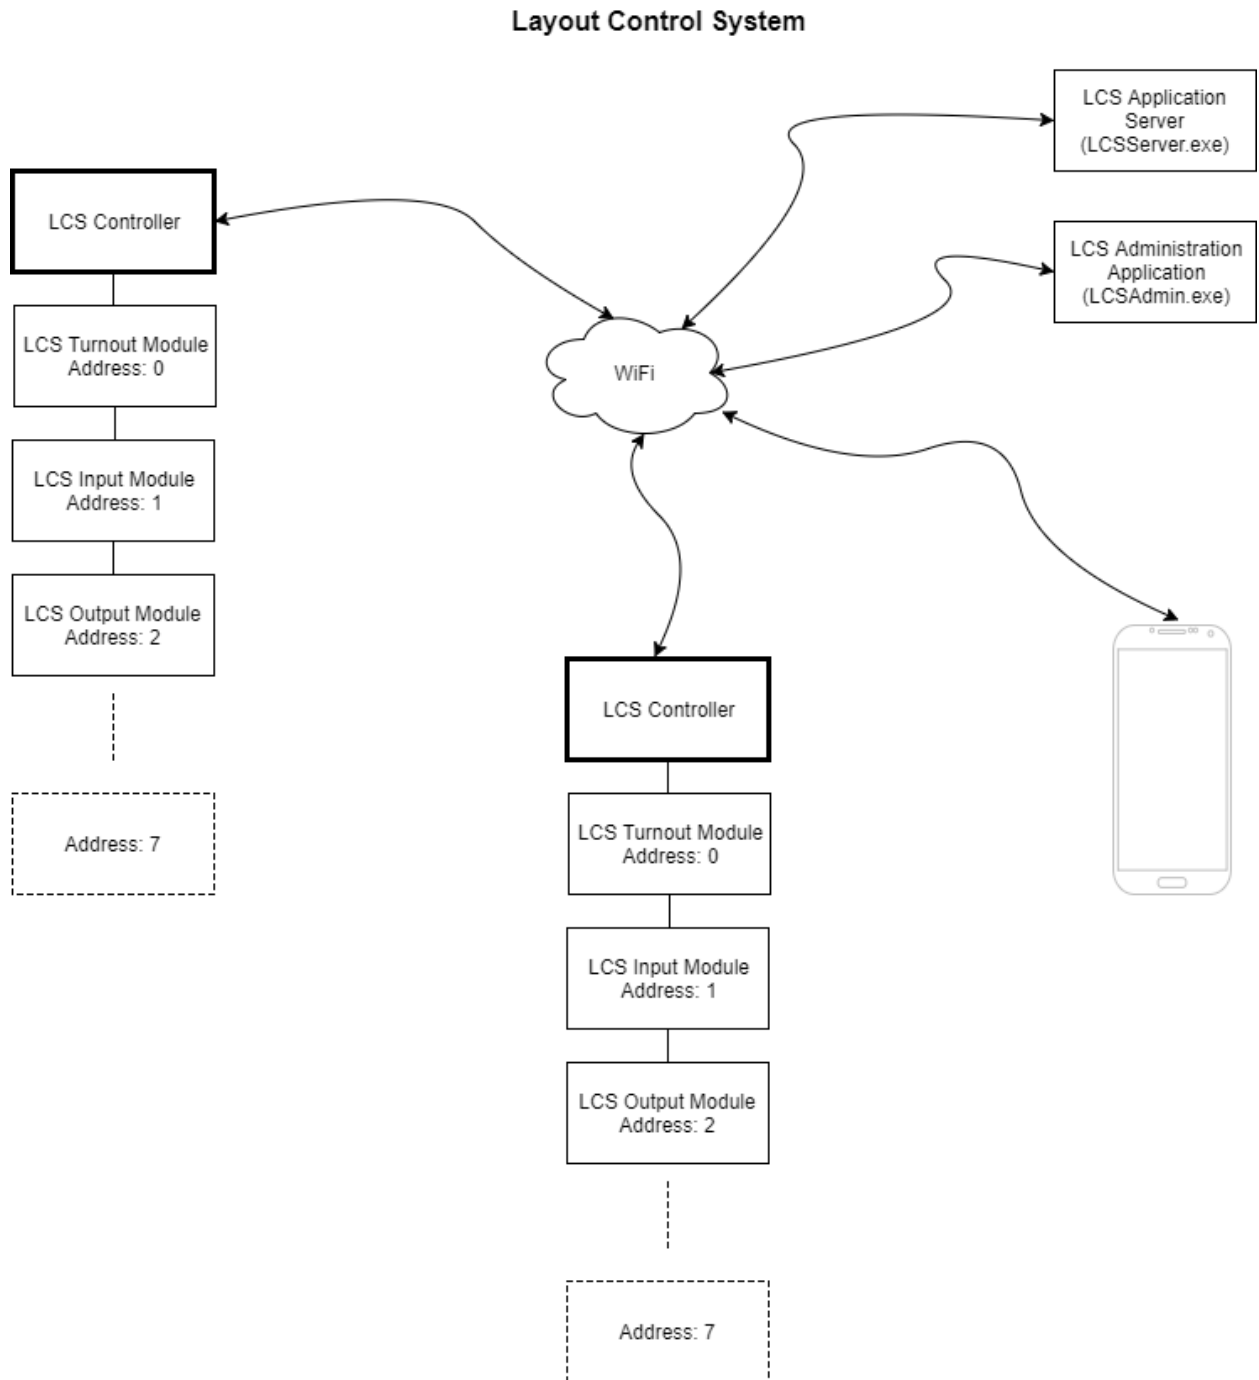 Layout Control System
LCS Application
Server
(LCSServer.exe)
LCS Controller
LCS Administration
Application
(LCSAdmin.exe)
LCS Turnout Module
Address: 0
WiFi
LCS Input Module
Address: 1
LCS Output Module
Address: 2
Address: 7
LCS Controller
LCS Turnout Module
Address: 0
LCS Input Module
Address: 1
LCS Output Module
Address: 2
Address: 7